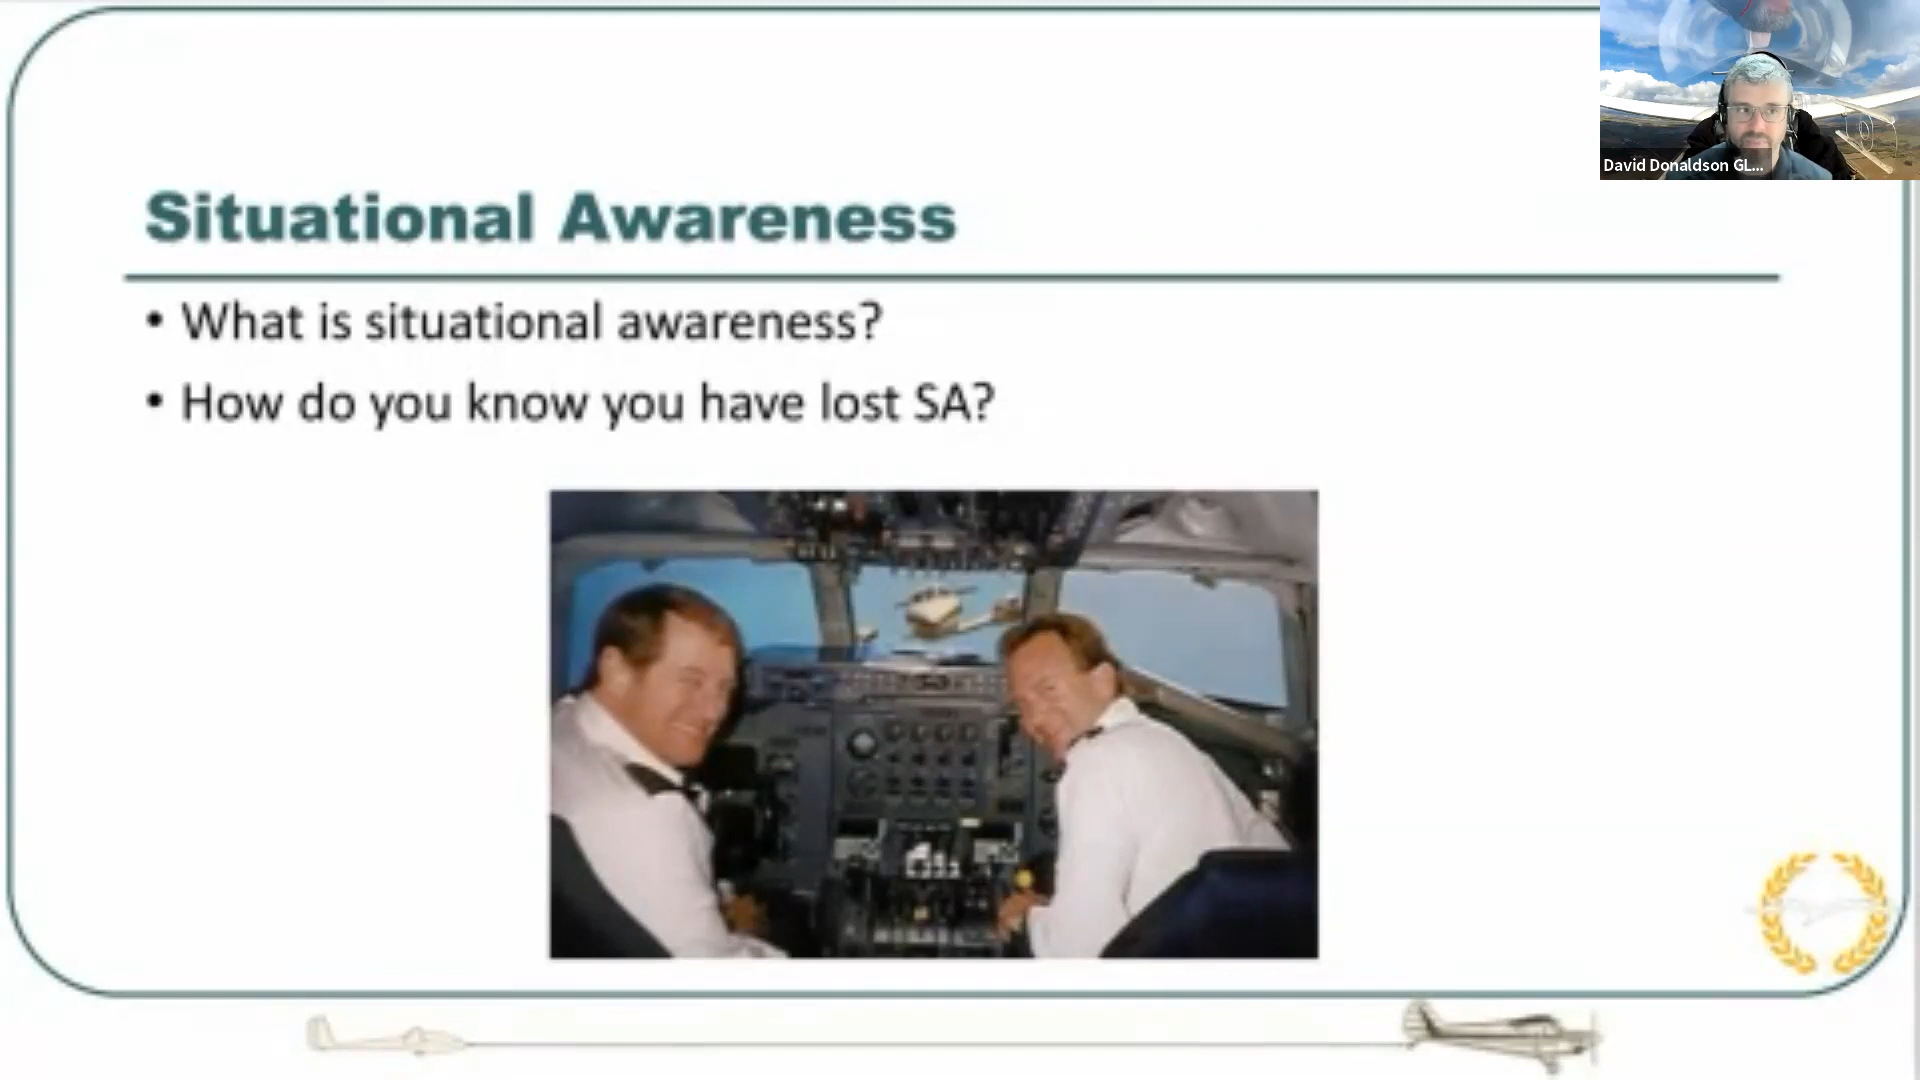 David Donaldson GL...
Situational Awareness
• What is situational awareness?
• How do you know you have lost SA?